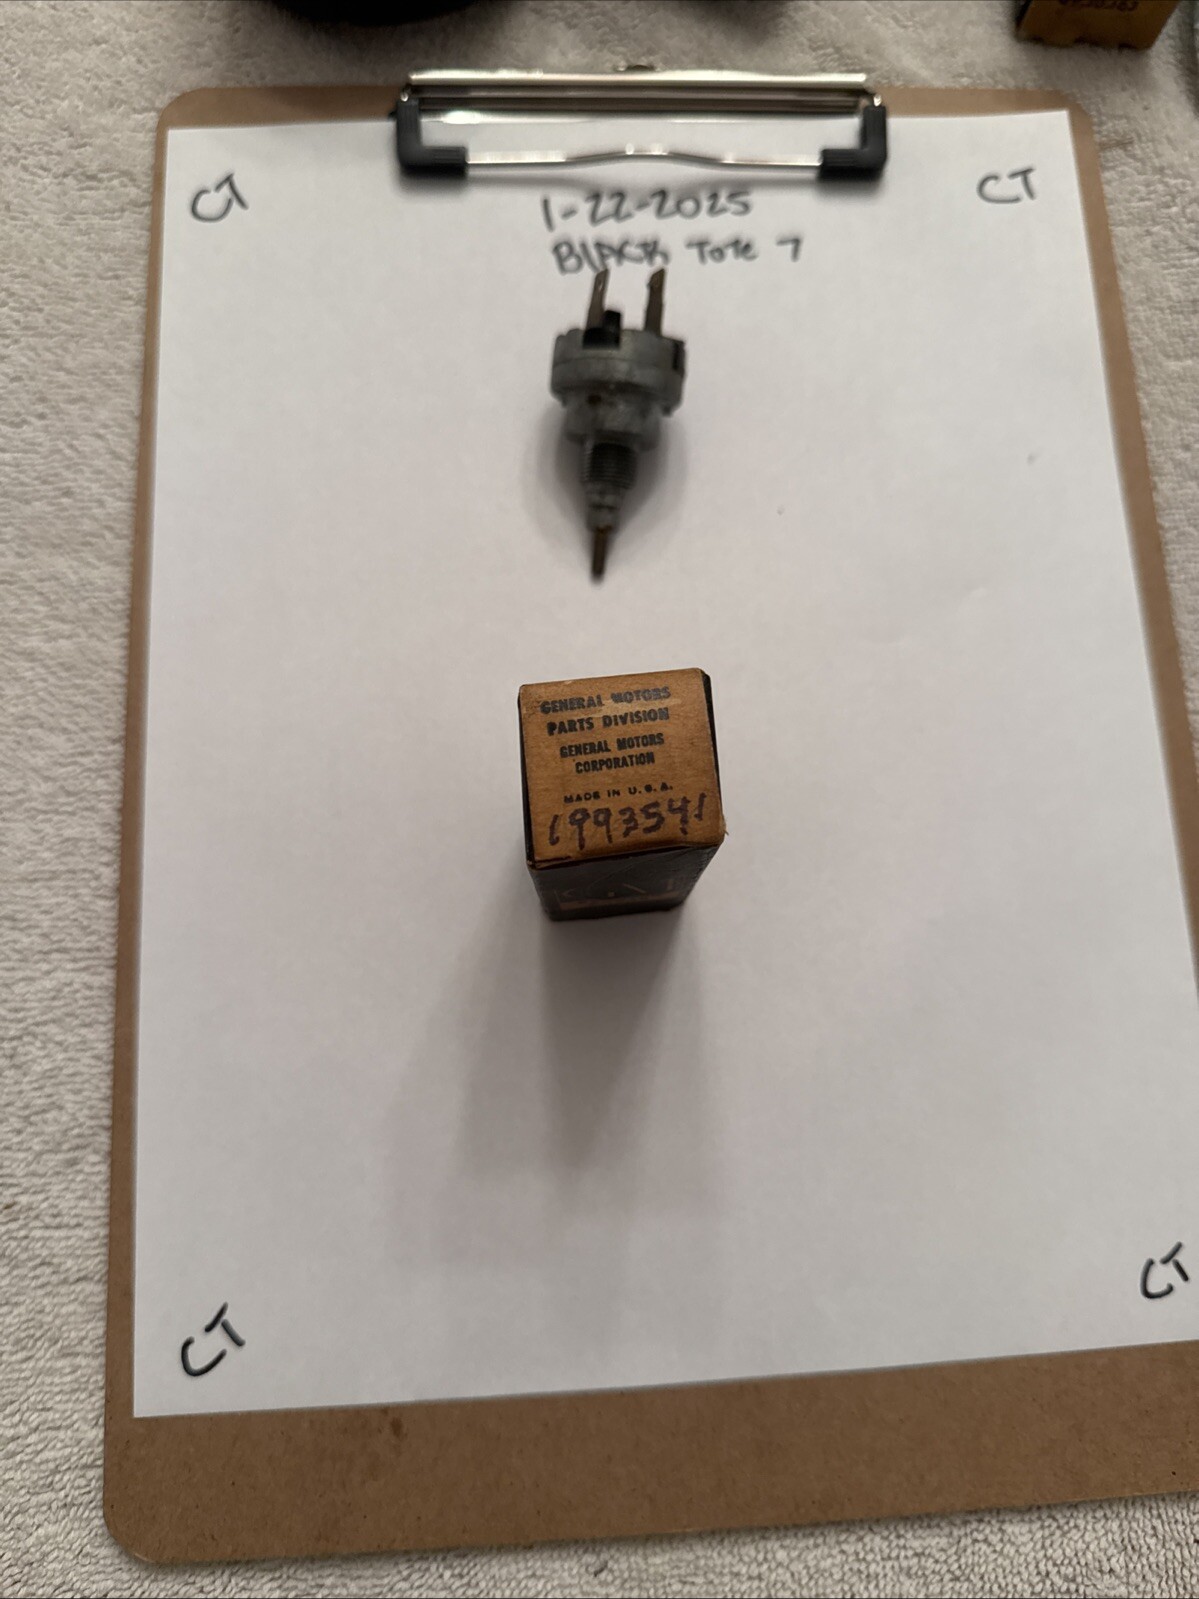 CT
CT
1-22-2025
BLACK Tote 7
GENERAL MOTORS
PARTS DIVISION
GENERAL MOTORS
CORPORATION
MADE IN U.S.A.
1993541
CT
CT